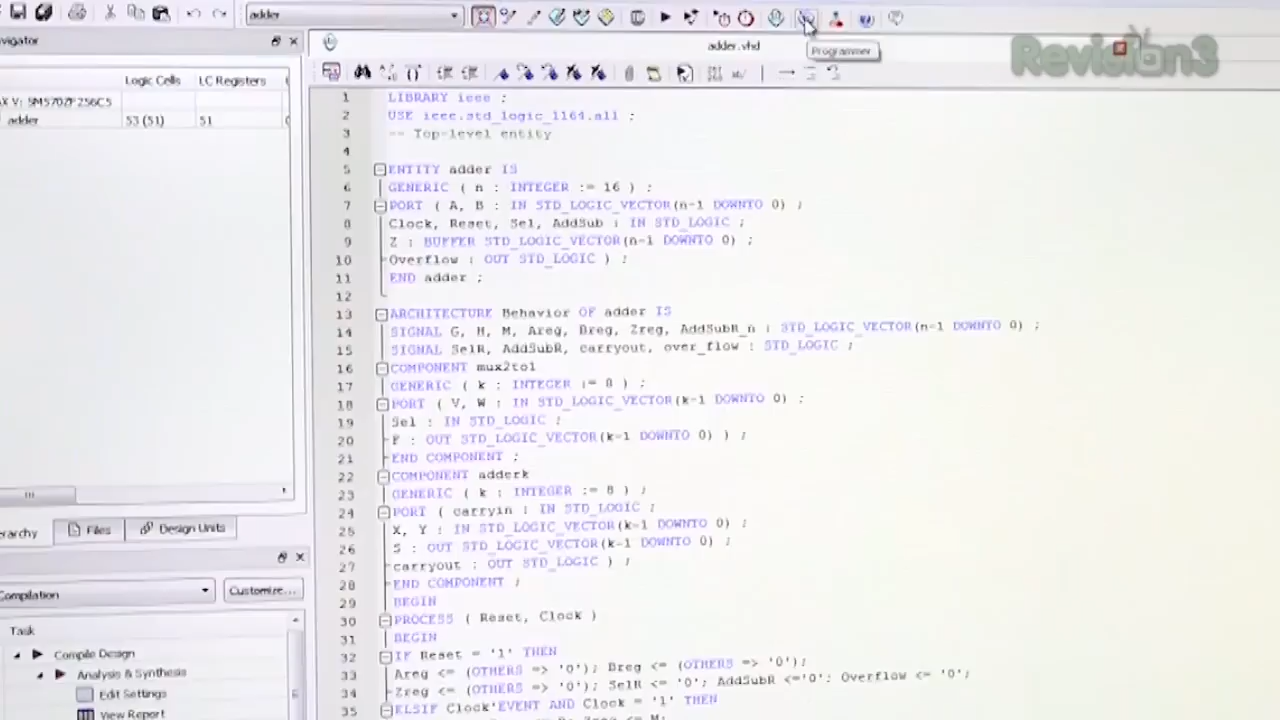 adder
Navigator
adder.vhd
Programmer
Revision3
Logic Cells LC Registers
adder 53 (51) 51
1 LIBRARY ieee ;
2 USE ieee.std_logic_1164.all ;
3 -- Top-level entity
4
5 ENTITY adder IS
6 GENERIC ( n : INTEGER := 16 ) ;
7 PORT ( A, B : IN STD_LOGIC_VECTOR(n-1 DOWNTO 0) ;
8 Clock, Reset, Sel, AddSub : IN STD_LOGIC ;
9 Z : BUFFER STD_LOGIC_VECTOR(n-1 DOWNTO 0) ;
10 Overflow : OUT STD_LOGIC ) ;
11 END adder ;
12
13 ARCHITECTURE Behavior OF adder IS
14 SIGNAL G, H, M, Areg, Breg, Zreg, AddSubR_n : STD_LOGIC_VECTOR(n-1 DOWNTO 0) ;
15 SIGNAL SelR, AddSubR, carryout, over_flow : STD_LOGIC ;
16 COMPONENT mux2to1
17 GENERIC ( k : INTEGER := 8 ) ;
18 PORT ( V, W : IN STD_LOGIC_VECTOR(k-1 DOWNTO 0) ;
19 Sel : IN STD_LOGIC ;
20 F : OUT STD_LOGIC_VECTOR(k-1 DOWNTO 0) ) ;
21 END COMPONENT ;
22 COMPONENT adderk
23 GENERIC ( k : INTEGER := 8 ) ;
24 PORT ( carryin : IN STD_LOGIC ;
25 X, Y : IN STD_LOGIC_VECTOR(k-1 DOWNTO 0) ;
26 S : OUT STD_LOGIC_VECTOR(k-1 DOWNTO 0) ;
27 carryout : OUT STD_LOGIC ) ;
28 END COMPONENT ;
29 BEGIN
30 PROCESS ( Reset, Clock )
31 BEGIN
32 IF Reset = '1' THEN
33 Areg <= (OTHERS => '0'); Breg <= (OTHERS => '0');
34 Zreg <= (OTHERS => '0'); SelR <= '0'; AddSubR <='0'; Overflow <= '0';
35 ELSIF Clock'EVENT AND Clock = '1' THEN
Files
Design Units
Compilation
Customize...
Task
Compile Design
Analysis & Synthesis
Edit Settings
View Report